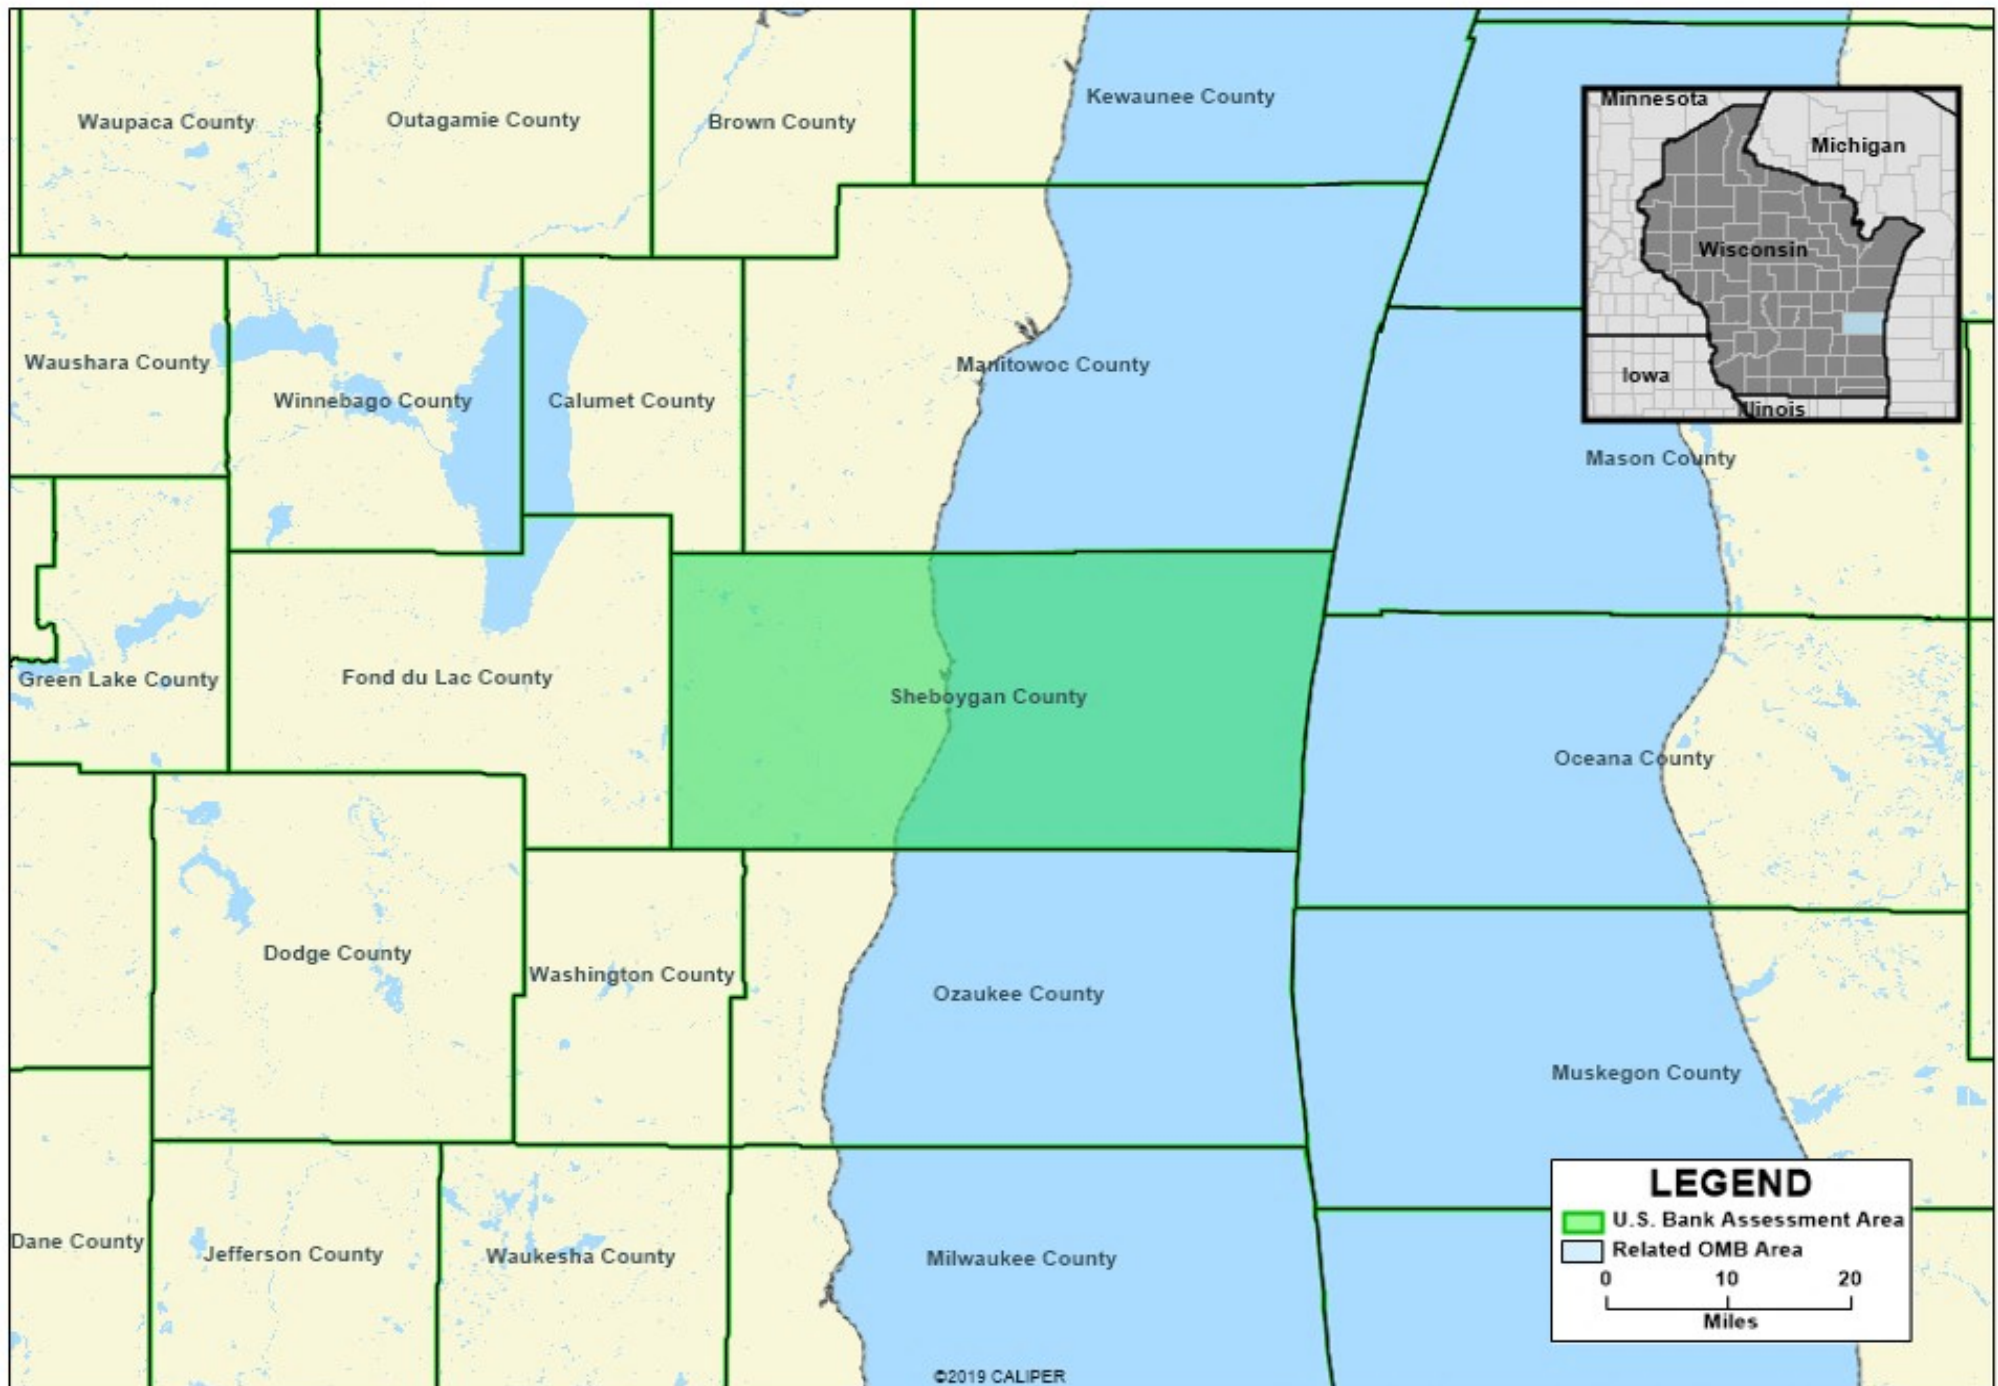 Kewaunee County
Waupaca County
Outagamie County
Brown County
Minnesota
Michigan
Wisconsin
Iowa
Illinois
Waushara County
Winnebago County
Calumet County
Manitowoc County
Mason County
Green Lake County
Fond du Lac County
Sheboygan County
Oceana County
Dodge County
Washington County
Ozaukee County
Muskegon County
Dane County
Jefferson County
Waukesha County
Milwaukee County
LEGEND
U.S. Bank Assessment Area
Related OMB Area
0 10 20
Miles
©2019 CALIPER